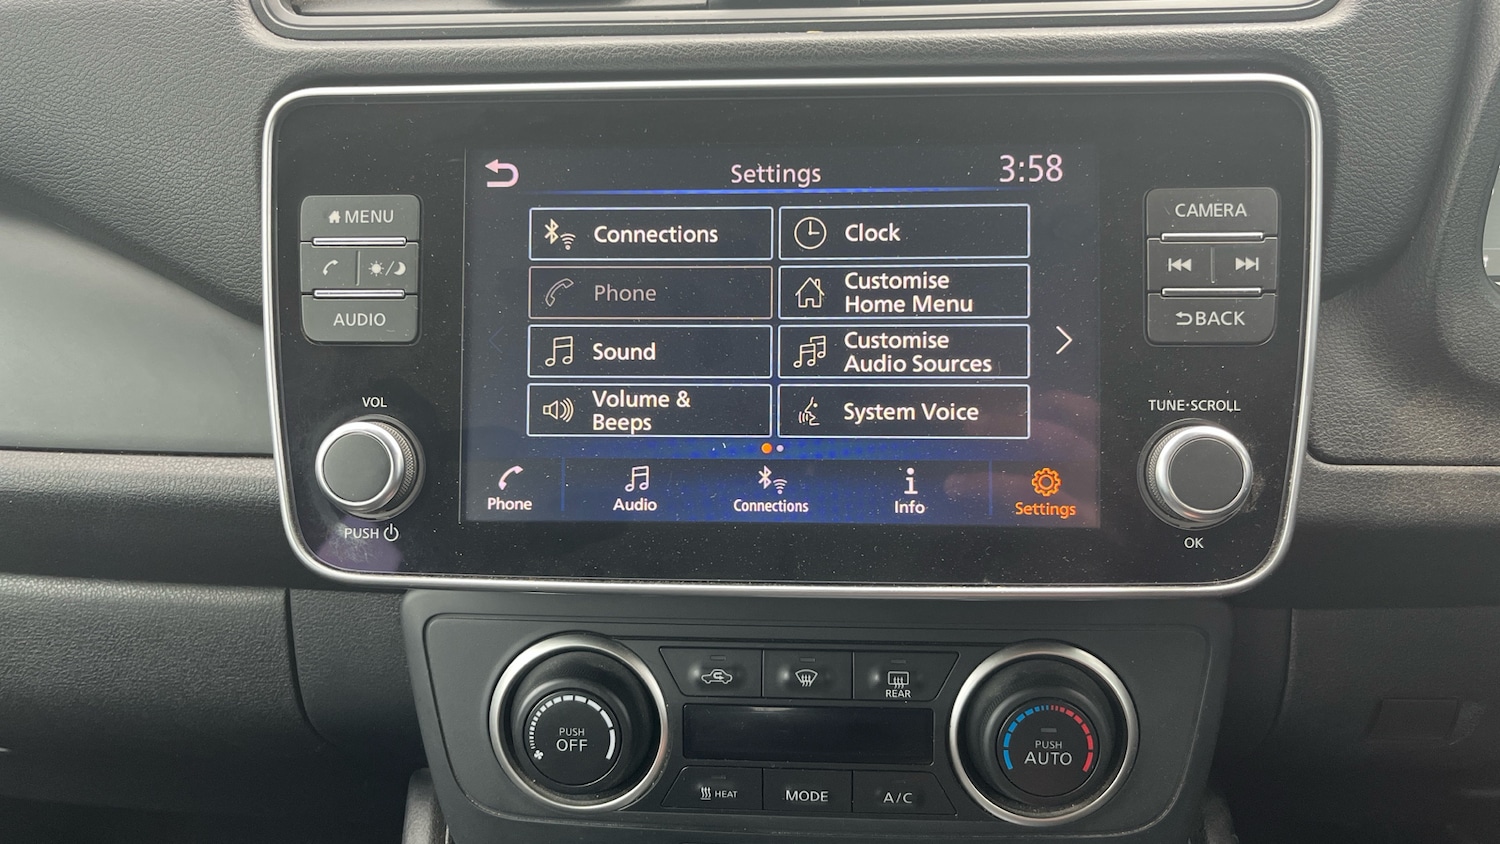 Settings
3:58
MENU
AUDIO
Connections
Clock
Phone
Customise
Home Menu
Sound
Customise
Audio Sources
Volume &
Beeps
System Voice
Phone
Audio
Connections
Info
Settings
CAMERA
BACK
VOL
PUSH
TUNE·SCROLL
OK
PUSH
OFF
REAR
HEAT
MODE
A/C
PUSH
AUTO